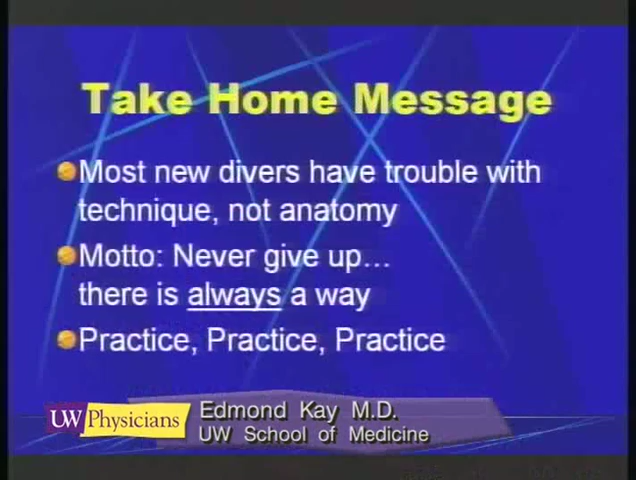 Take Home Message
Most new divers have trouble with
technique, not anatomy
Motto: Never give up...
there is always a way
Practice, Practice, Practice
UW Physicians
Edmond Kay M.D.
UW School of Medicine